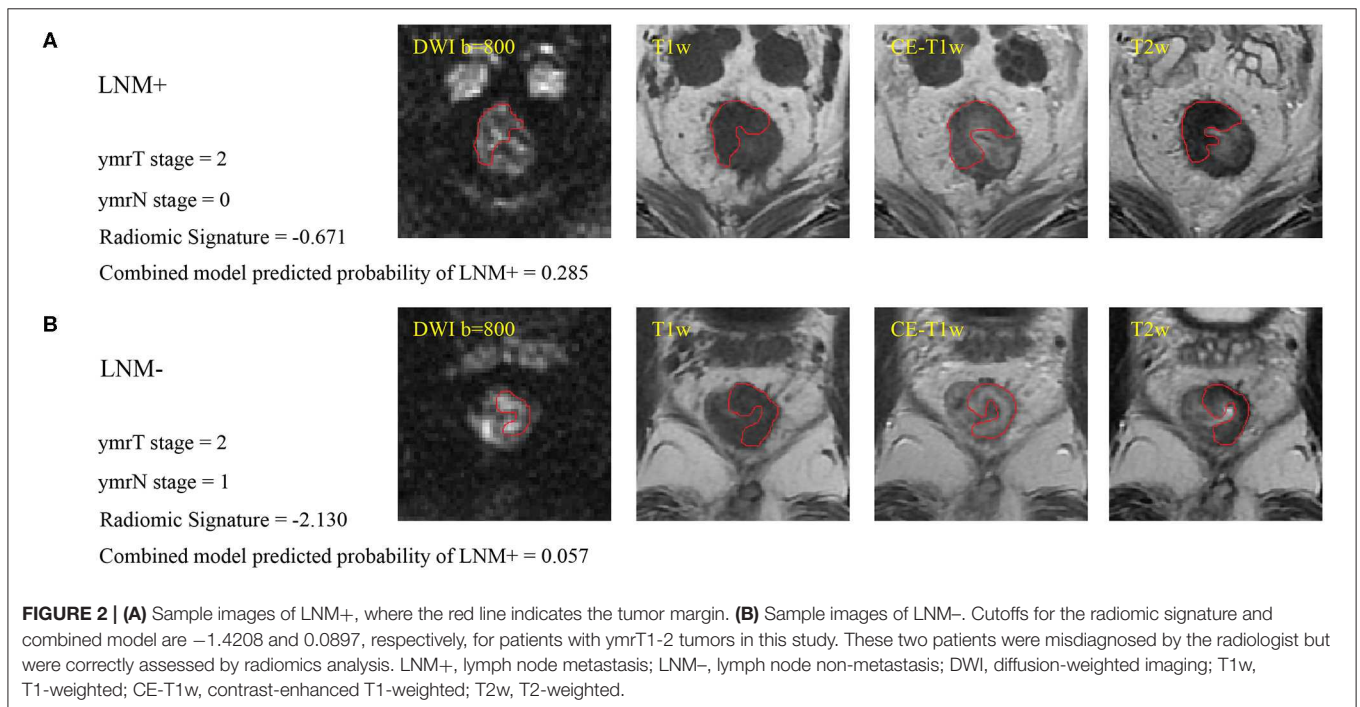 A
LNM+
ymrT stage = 2
ymrN stage = 0
Radiomic Signature = -0.671
Combined model predicted probability of LNM+ = 0.285
DWI b=800
T1w
CE-T1w
T2w
B
LNM-
ymrT stage = 2
ymrN stage = 1
Radiomic Signature = -2.130
Combined model predicted probability of LNM+ = 0.057
DWI b=800
T1w
CE-T1w
T2w
FIGURE 2 | (A) Sample images of LNM+, where the red line indicates the tumor margin. (B) Sample images of LNM–. Cutoffs for the radiomic signature and
combined model are −1.4208 and 0.0897, respectively, for patients with ymrT1-2 tumors in this study. These two patients were misdiagnosed by the radiologist but
were correctly assessed by radiomics analysis. LNM+, lymph node metastasis; LNM–, lymph node non-metastasis; DWI, diffusion-weighted imaging; T1w,
T1-weighted; CE-T1w, contrast-enhanced T1-weighted; T2w, T2-weighted.